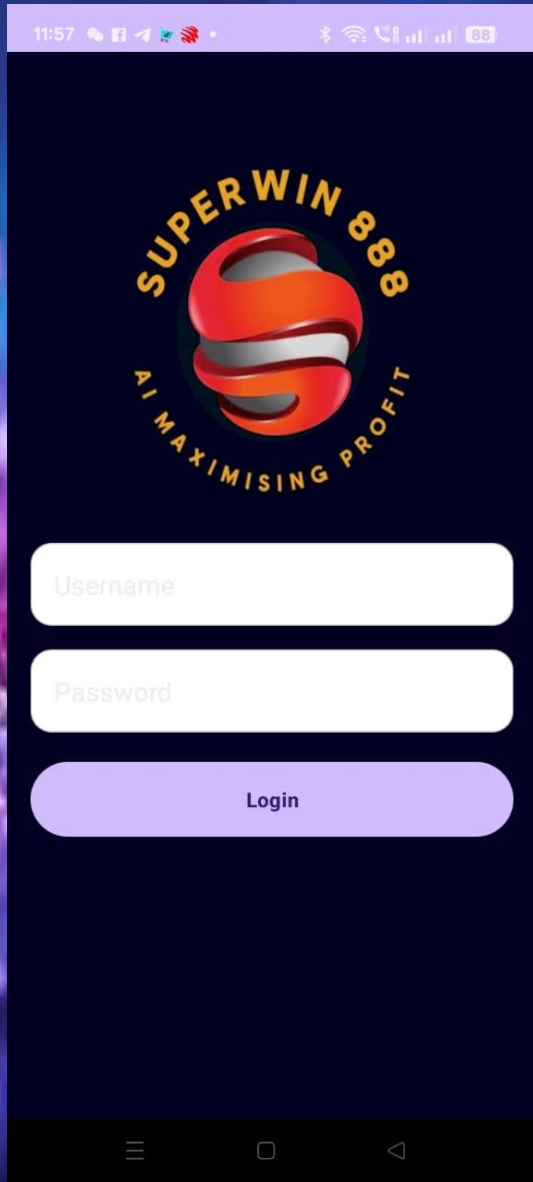 11:57
88
SUPERWIN 888
AI MAXIMISING PROFIT
Username
Password
Login